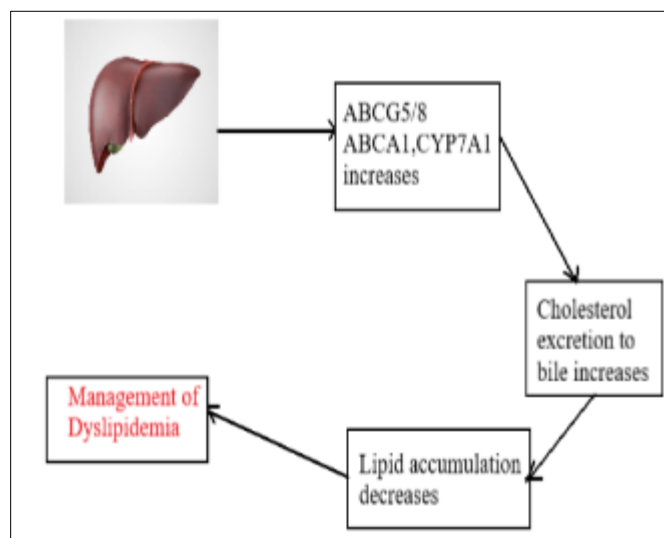 ABCG5/8
ABCA1,CYP7A1
increases
Cholesterol
excretion to
bile increases
Lipid accumulation
decreases
Management of
Dyslipidemia